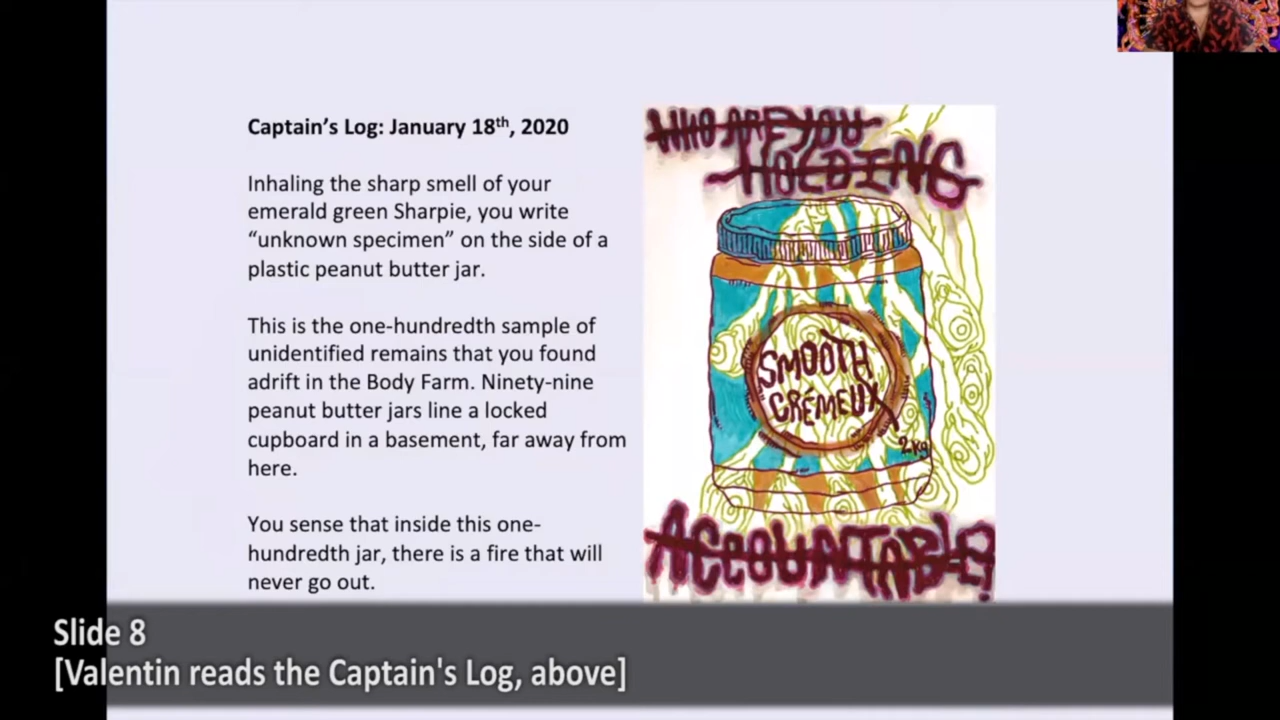 Captain's Log: January 18th, 2020
Inhaling the sharp smell of your
emerald green Sharpie, you write
“unknown specimen” on the side of a
plastic peanut butter jar.
This is the one-hundredth sample of
unidentified remains that you found
adrift in the Body Farm. Ninety-nine
peanut butter jars line a locked
cupboard in a basement, far away from
here.
You sense that inside this one-
hundredth jar, there is a fire that will
never go out.
WHO ARE YOU
HOLDING
SMOOTH
CRÉMEUX
2kg
ACCOUNTABLE?
Slide 8
[Valentin reads the Captain's Log, above]